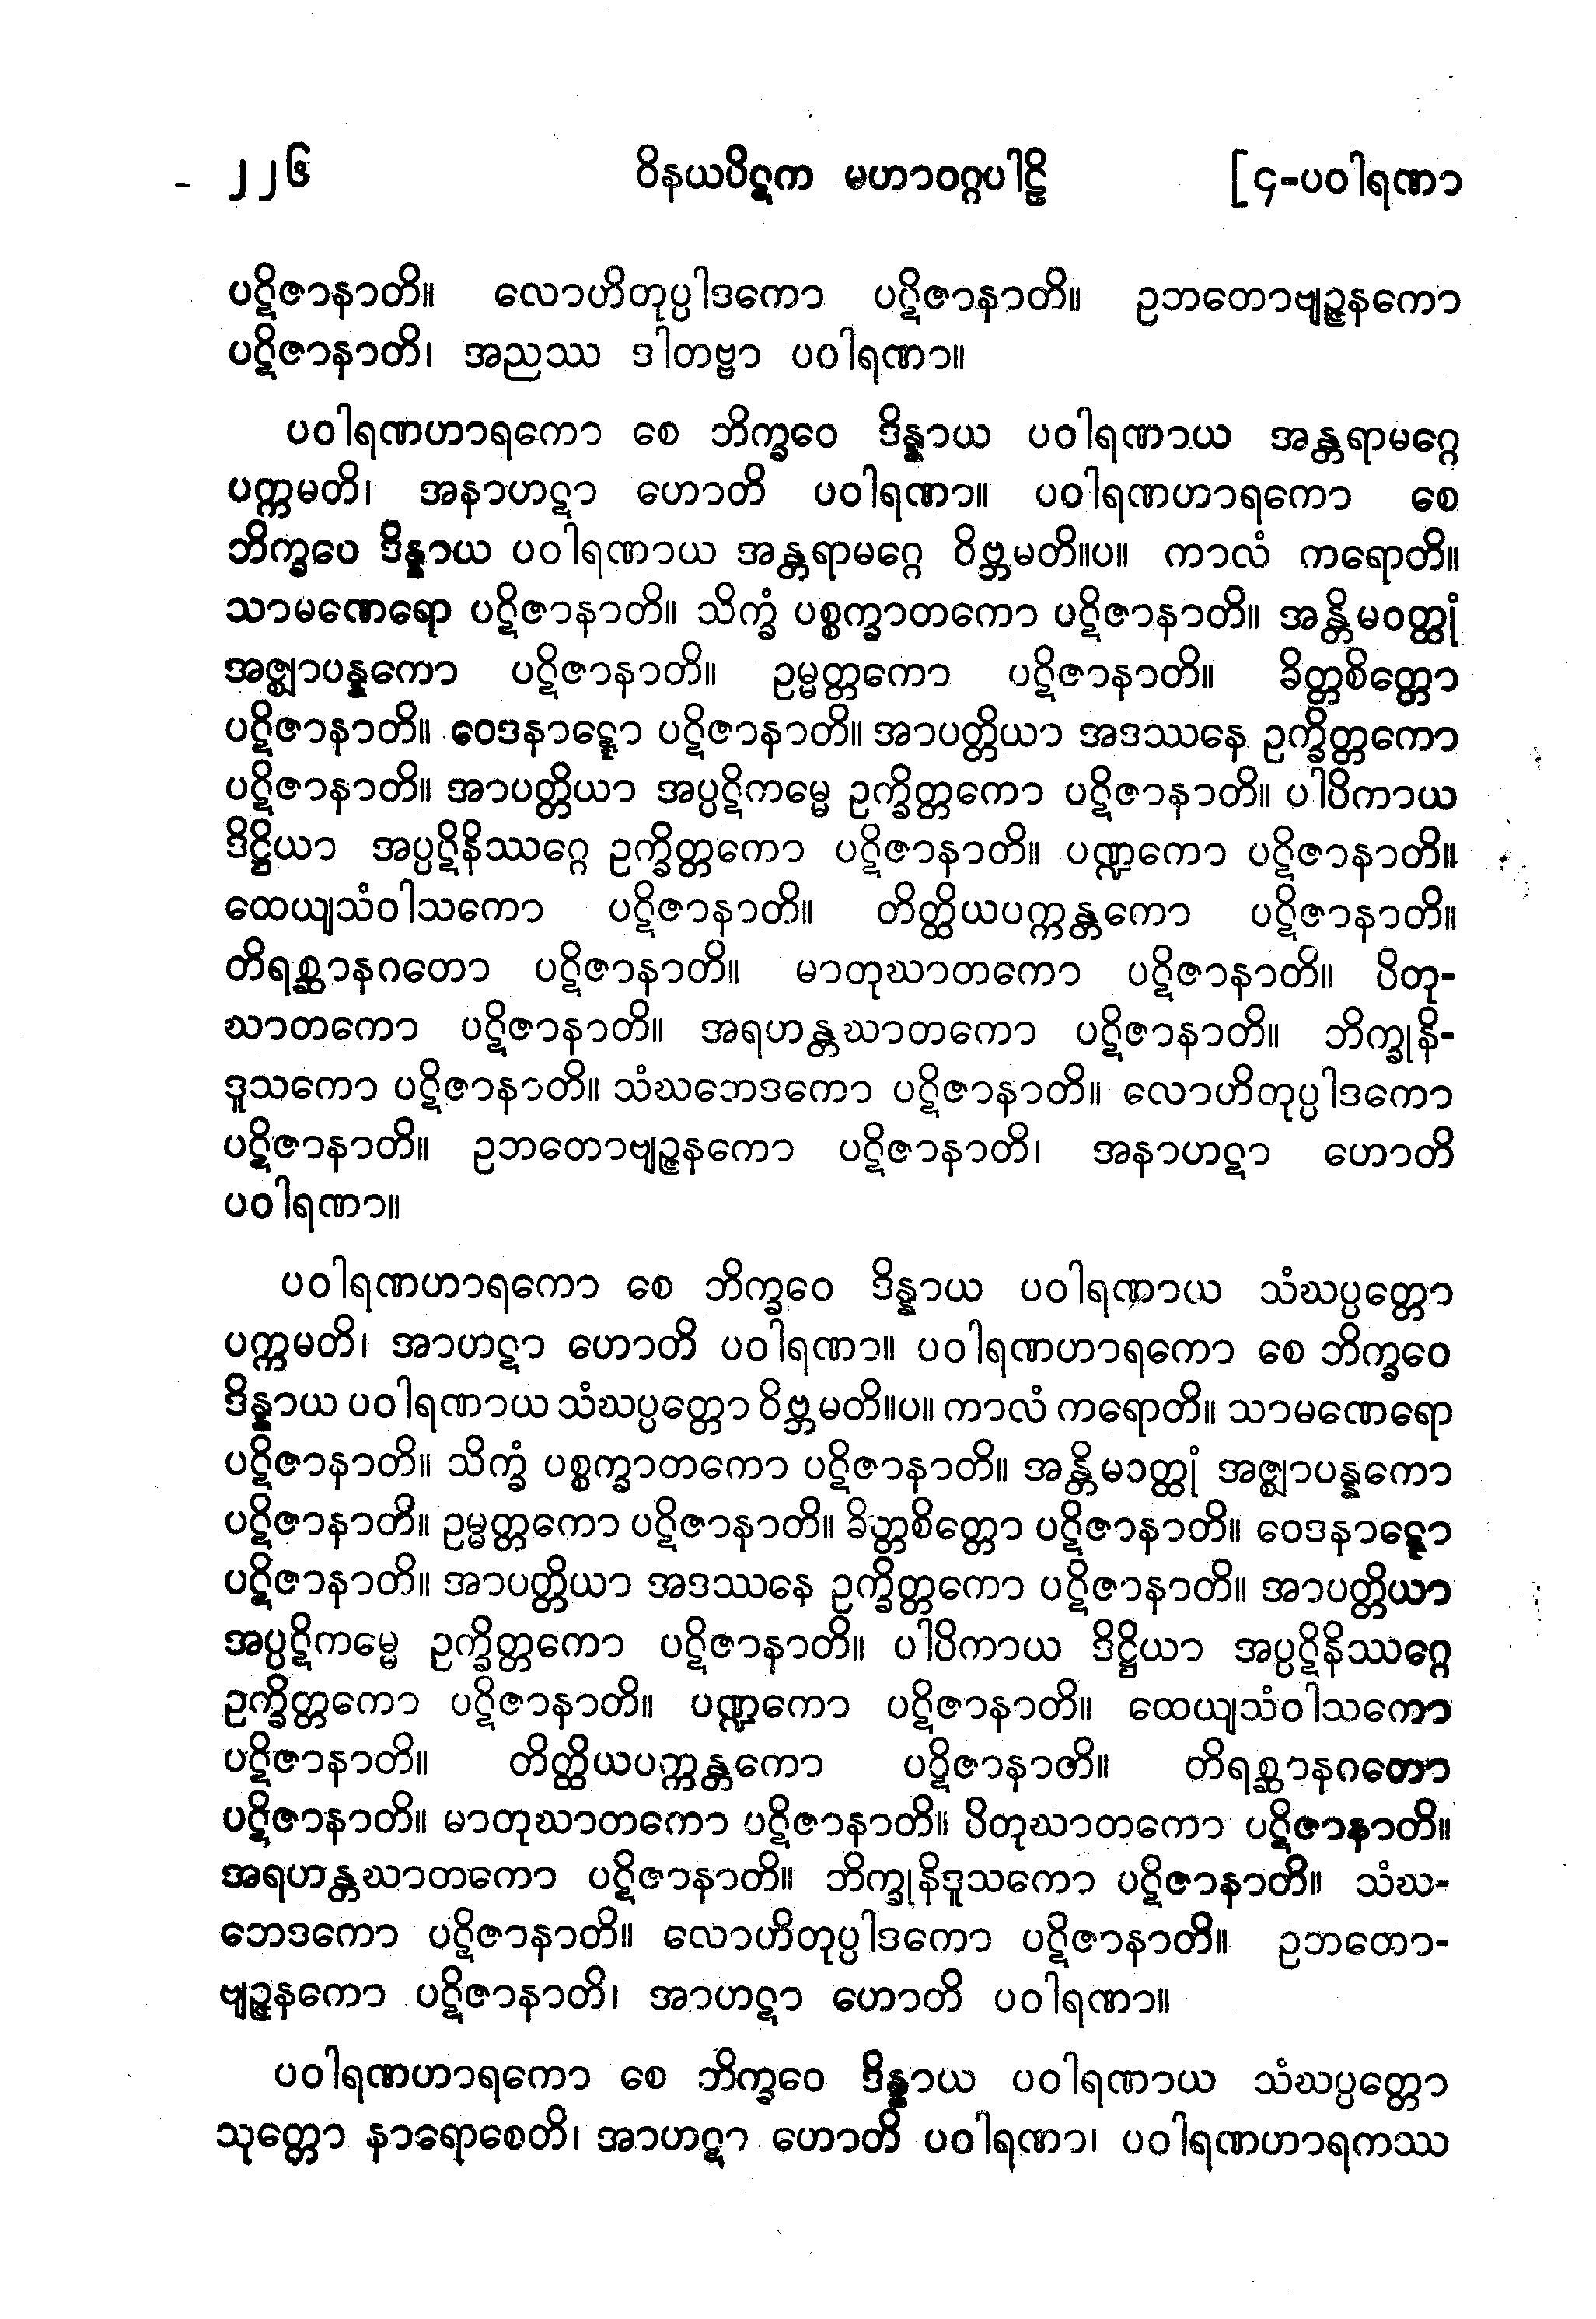 ၂၂၆ ဝိနယပိဋက မဟာဝဂ္ဂပါဠိ [၄-ပဝါရဏာ
ပဋိဇာနာတိ။ လောဟိတုပ္ပါဒကော ပဋိဇာနာတိ။ ဥဘတောဗျဉ္ဇနကော
ပဋိဇာနာတိ၊ အညဿ ဒါတဗ္ဗာ ပဝါရဏာ။
ပဝါရဏဟာရကော စေ ဘိက္ခဝေ ဒိန္နာယ ပဝါရဏာယ အန္တရာမဂ္ဂေ
ပက္ကမတိ၊ အနာဟဋာ ဟောတိ ပဝါရဏာ။ ပဝါရဏဟာရကော စေ
ဘိက္ခဝေ ဒိန္နာယ ပဝါရဏာယ အန္တရာမဂ္ဂေ ဝိဗ္ဘမတိ။ပ။ ကာလံ ကရောတိ။
သာမဏေရော ပဋိဇာနာတိ။ သိက္ခံ ပစ္စက္ခာတကော ပဋိဇာနာတိ။ အန္တိမဝတ္ထုံ
အဇ္ဈာပန္နကော ပဋိဇာနာတိ။ ဥမ္မတ္တကော ပဋိဇာနာတိ။ ခိတ္တစိတ္တော
ပဋိဇာနာတိ။ ဝေဒနာဋ္ဋော ပဋိဇာနာတိ။ အာပတ္တိယာ အဒဿနေ ဥက္ခိတ္တကော
ပဋိဇာနာတိ။ အာပတ္တိယာ အပ္ပဋိကမ္မေ ဥက္ခိတ္တကော ပဋိဇာနာတိ။ ပါပိကာယ
ဒိဋ္ဌိယာ အပ္ပဋိနိဿဂ္ဂေ ဥက္ခိတ္တကော ပဋိဇာနာတိ။ ပဏ္ဍကော ပဋိဇာနာတိ။
ထေယျသံဝါသကော ပဋိဇာနာတိ။ တိတ္ထိယပက္ကန္တကော ပဋိဇာနာတိ။
တိရစ္ဆာနဂတော ပဋိဇာနာတိ။ မာတုဃာတကော ပဋိဇာနာတိ။ ပိတု-
ဃာတကော ပဋိဇာနာတိ။ အရဟန္တဃာတကော ပဋိဇာနာတိ။ ဘိက္ခုနိ-
ဒူသကော ပဋိဇာနာတိ။ သံဃဘေဒကော ပဋိဇာနာတိ။ လောဟိတုပ္ပါဒကော
ပဋိဇာနာတိ။ ဥဘတောဗျဉ္ဇနကော ပဋိဇာနာတိ၊ အနာဟဋာ ဟောတိ
ပဝါရဏာ။
ပဝါရဏဟာရကော စေ ဘိက္ခဝေ ဒိန္နာယ ပဝါရဏာယ သံဃပ္ပတ္တော
ပက္ကမတိ၊ အာဟဋာ ဟောတိ ပဝါရဏာ။ ပဝါရဏဟာရကော စေ ဘိက္ခဝေ
ဒိန္နာယ ပဝါရဏာယ သံဃပ္ပတ္တော ဝိဗ္ဘမတိ။ပ။ ကာလံ ကရောတိ။ သာမဏေရော
ပဋိဇာနာတိ။ သိက္ခံ ပစ္စက္ခာတကော ပဋိဇာနာတိ။ အန္တိမဝတ္ထုံ အဇ္ဈာပန္နကော
ပဋိဇာနာတိ။ ဥမ္မတ္တကော ပဋိဇာနာတိ။ ခိတ္တစိတ္တော ပဋိဇာနာတိ။ ဝေဒနာဋ္ဋော
ပဋိဇာနာတိ။ အာပတ္တိယာ အဒဿနေ ဥက္ခိတ္တကော ပဋိဇာနာတိ။ အာပတ္တိယာ
အပ္ပဋိကမ္မေ ဥက္ခိတ္တကော ပဋိဇာနာတိ။ ပါပိကာယ ဒိဋ္ဌိယာ အပ္ပဋိနိဿဂ္ဂေ
ဥက္ခိတ္တကော ပဋိဇာနာတိ။ ပဏ္ဍကော ပဋိဇာနာတိ။ ထေယျသံဝါသကော
ပဋိဇာနာတိ။ တိတ္ထိယပက္ကန္တကော ပဋိဇာနာတိ။ တိရစ္ဆာနဂတော
ပဋိဇာနာတိ။ မာတုဃာတကော ပဋိဇာနာတိ။ ပိတုဃာတကော ပဋိဇာနာတိ။
အရဟန္တဃာတကော ပဋိဇာနာတိ။ ဘိက္ခုနိဒူသကော ပဋိဇာနာတိ။ သံဃ-
ဘေဒကော ပဋိဇာနာတိ။ လောဟိတုပ္ပါဒကော ပဋိဇာနာတိ။ ဥဘတော-
ဗျဉ္ဇနကော ပဋိဇာနာတိ၊ အာဟဋာ ဟောတိ ပဝါရဏာ။
ပဝါရဏဟာရကော စေ ဘိက္ခဝေ ဒိန္နာယ ပဝါရဏာယ သံဃပ္ပတ္တော
သုတ္တော နာရောစေတိ၊ အာဟဋာ ဟောတိ ပဝါရဏာ၊ ပဝါရဏဟာရကဿ